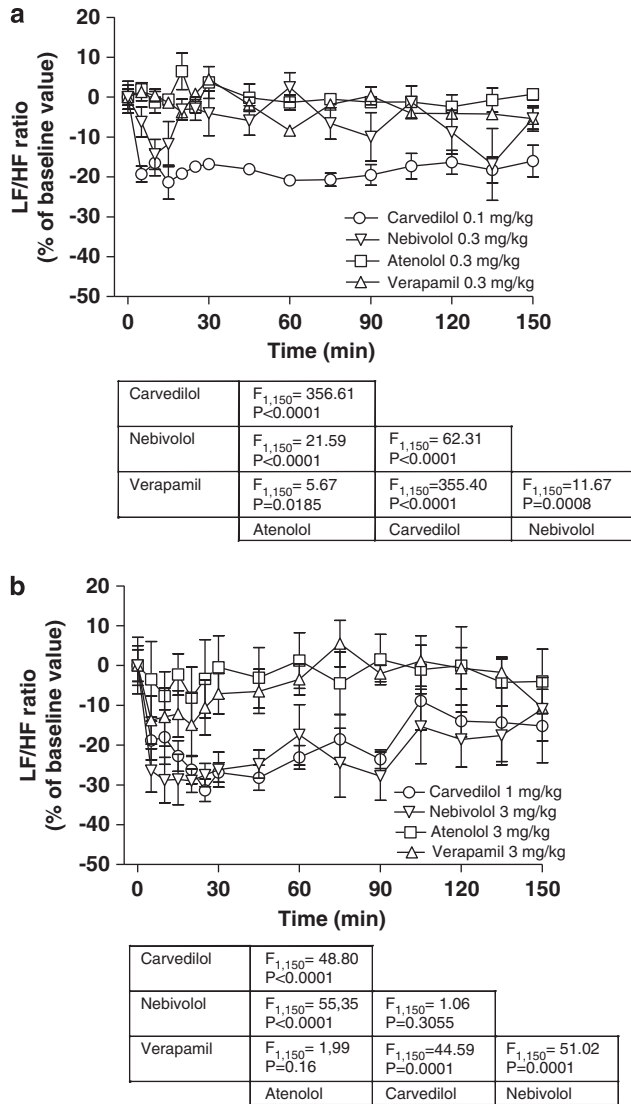 a
20
10
0
-10
-20
-30
-40
-50
LF/HF ratio
(% of baseline value)
Carvedilol 0.1 mg/kg
Nebivolol 0.3 mg/kg
Atenolol 0.3 mg/kg
Verapamil 0.3 mg/kg
0 30 60 90 120 150
Time (min)
Carvedilol F1,150= 356.61
P<0.0001
Nebivolol F1,150= 21.59 F1,150= 62.31
P<0.0001 P<0.0001
Verapamil F1,150= 5.67 F1,150=355.40 F1,150=11.67
P=0.0185 P<0.0001 P=0.0008
Atenolol Carvedilol Nebivolol
b
20
10
0
-10
-20
-30
-40
-50
LF/HF ratio
(% of baseline value)
Carvedilol 1 mg/kg
Nebivolol 3 mg/kg
Atenolol 3 mg/kg
Verapamil 3 mg/kg
0 30 60 90 120 150
Time (min)
Carvedilol F1,150= 48.80
P<0.0001
Nebivolol F1,150= 55,35 F1,150= 1.06
P<0.0001 P=0.3055
Verapamil F1,150= 1,99 F1,150=44.59 F1,150= 51.02
P=0.16 P=0.0001 P=0.0001
Atenolol Carvedilol Nebivolol